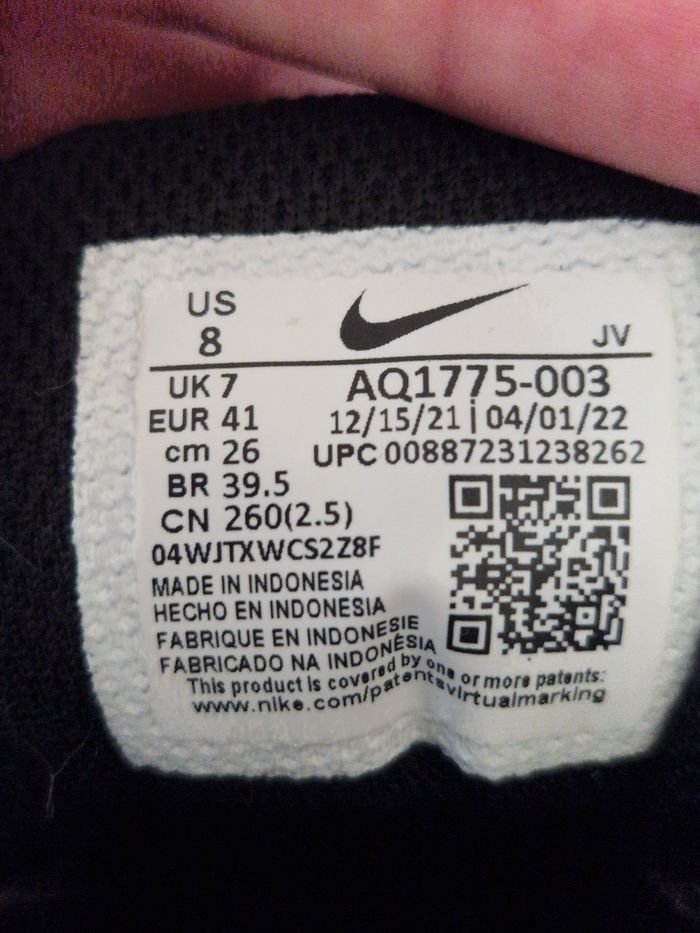 US
8
JV
UK 7
AQ1775-003
EUR 41
12/15/21 | 04/01/22
cm 26
UPC 00887231238262
BR 39.5
CN 260(2.5)
04WJTXWCS2Z8F
MADE IN INDONESIA
HECHO EN INDONESIA
FABRIQUE EN INDONESIE
FABRICADO NA INDONÉSIA
This product is covered by one or more patents:
www.nike.com/patentsvirtualmarking